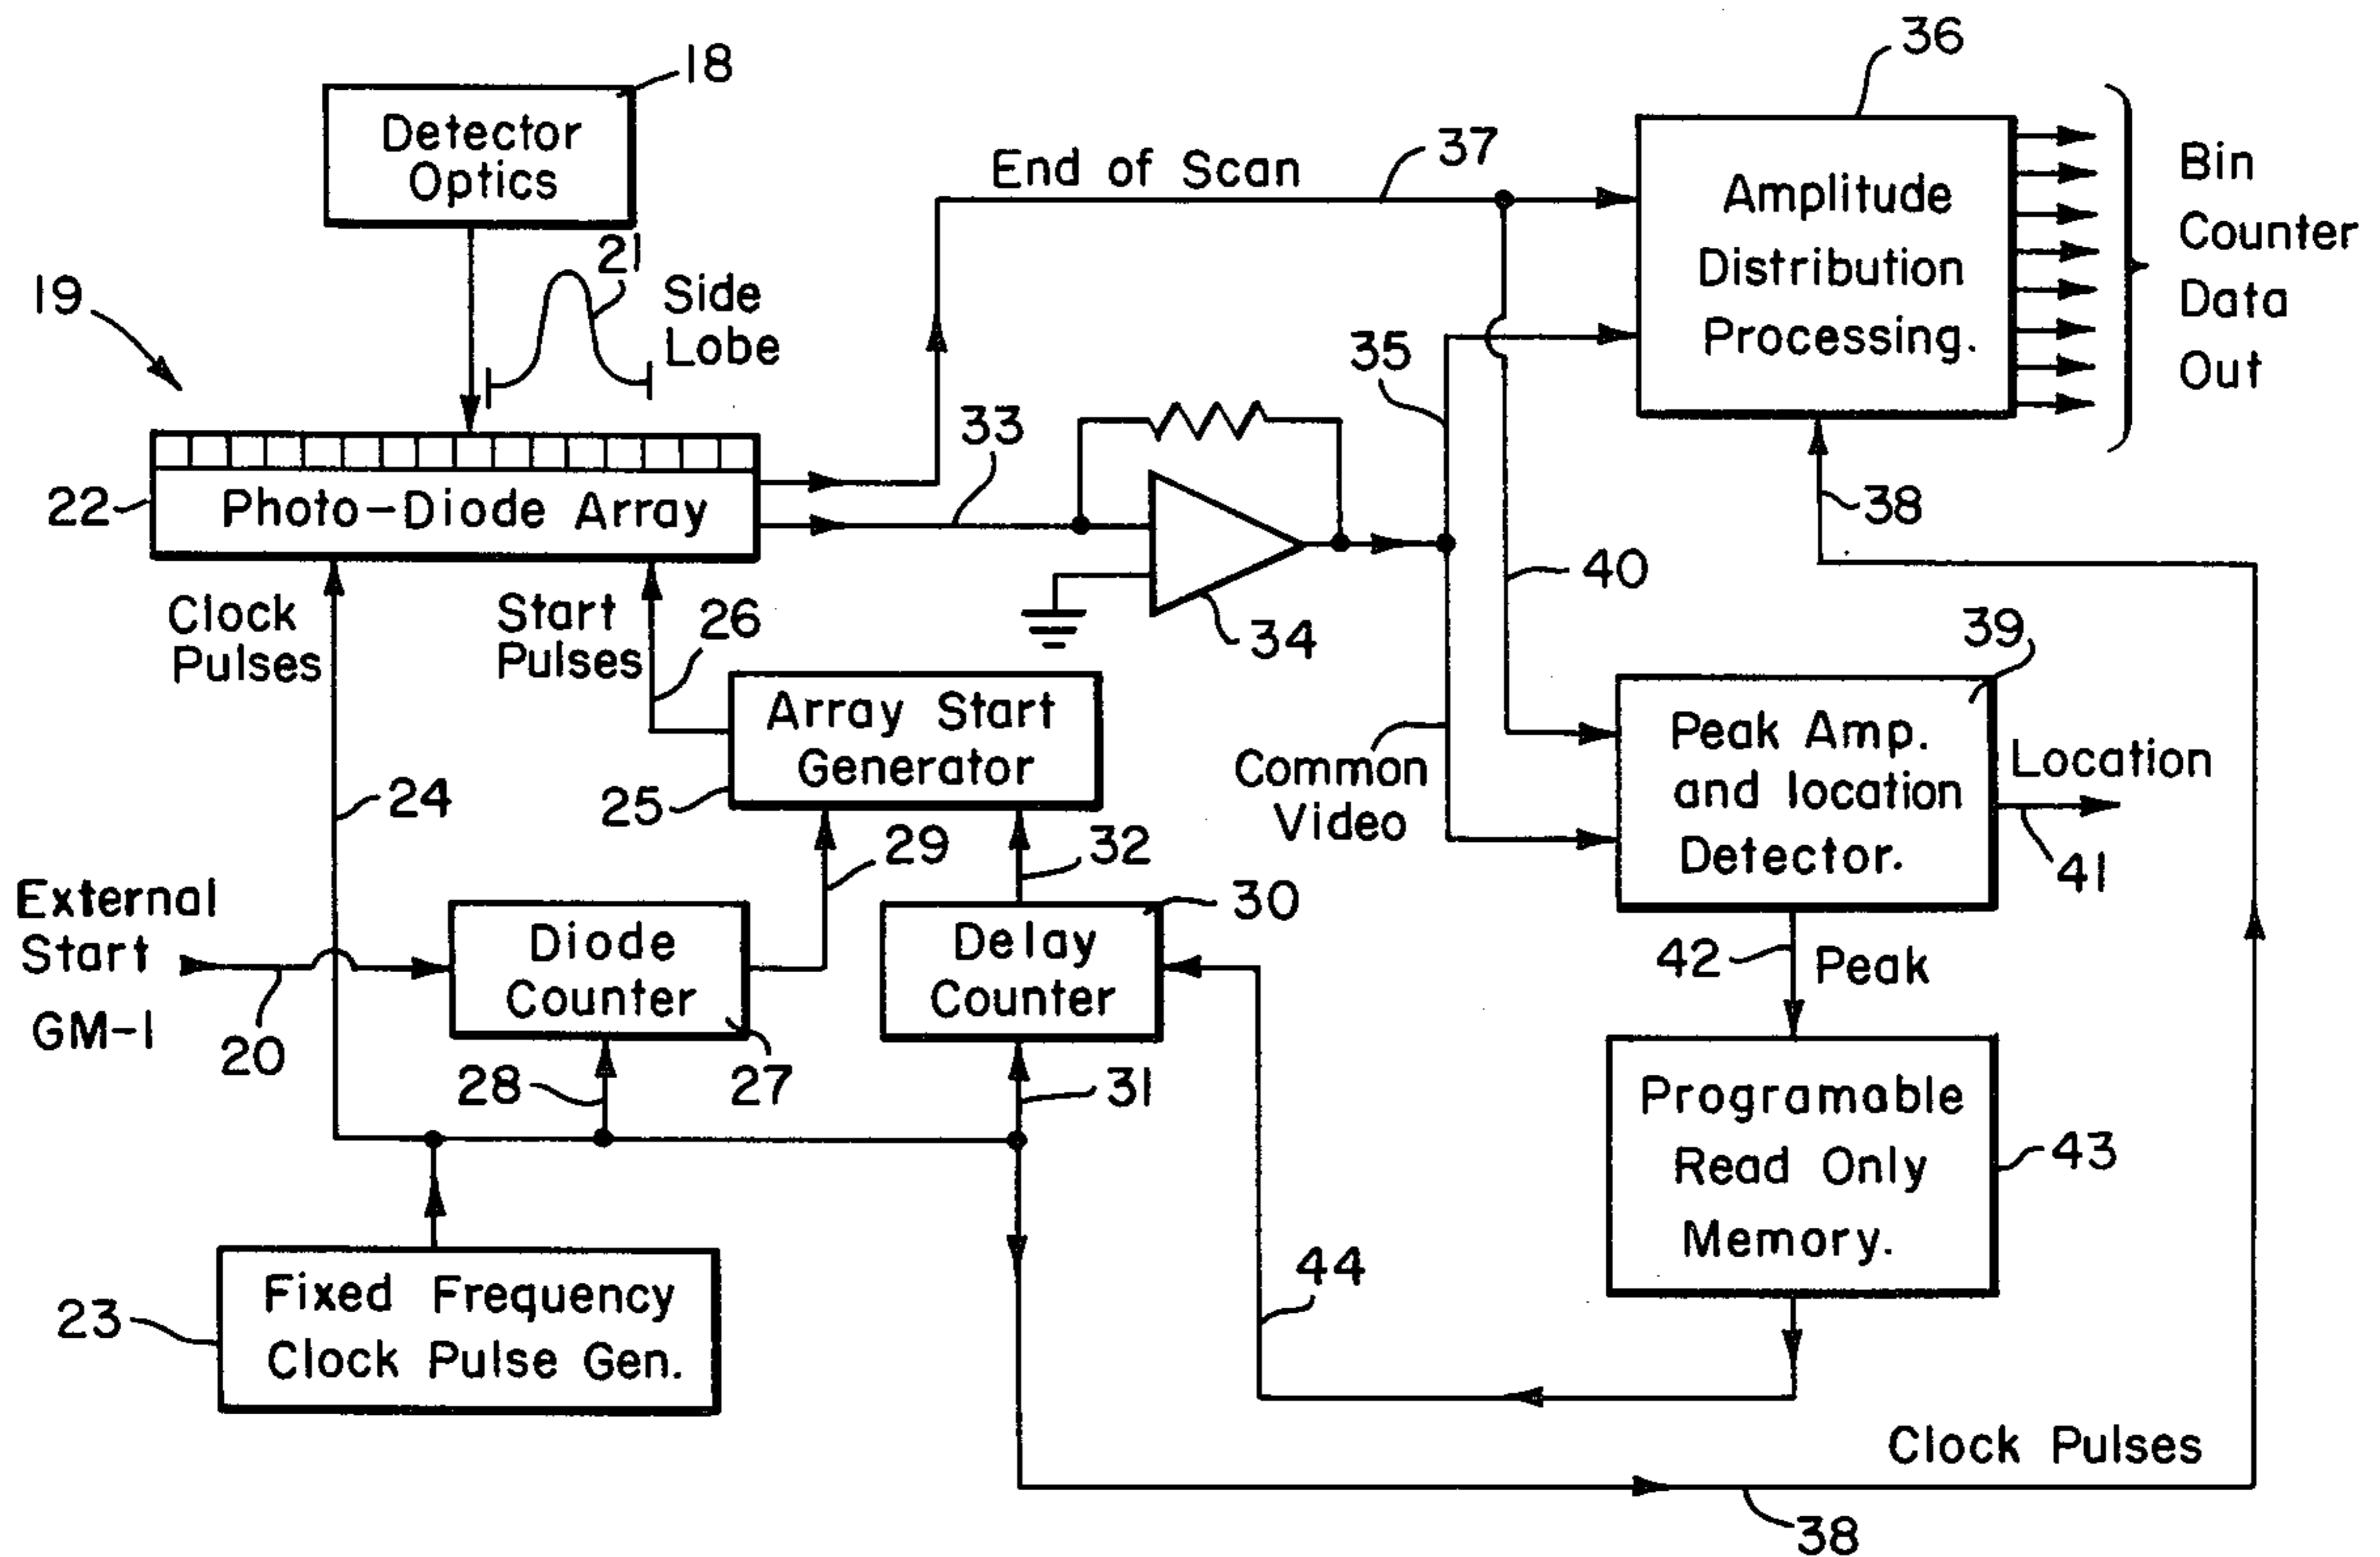 36
18
Detector
Optics
37
End of Scan
Bin
Counter
Data
Out
Amplitude
Distribution
Processing.
21
Side
Lobe
19
35
33
22
Photo-Diode Array
38
40
34
Clock
Pulses
Start
Pulses
26
39
Array Start
Generator
25
Peak Amp.
and location
Detector.
Location
41
Common
Video
24
29
32
30
External
Start
GM-1
20
Diode
Counter
27
28
Delay
Counter
31
42
Peak
Programable
Read Only
Memory.
43
44
23
Fixed Frequency
Clock Pulse Gen.
Clock Pulses
38